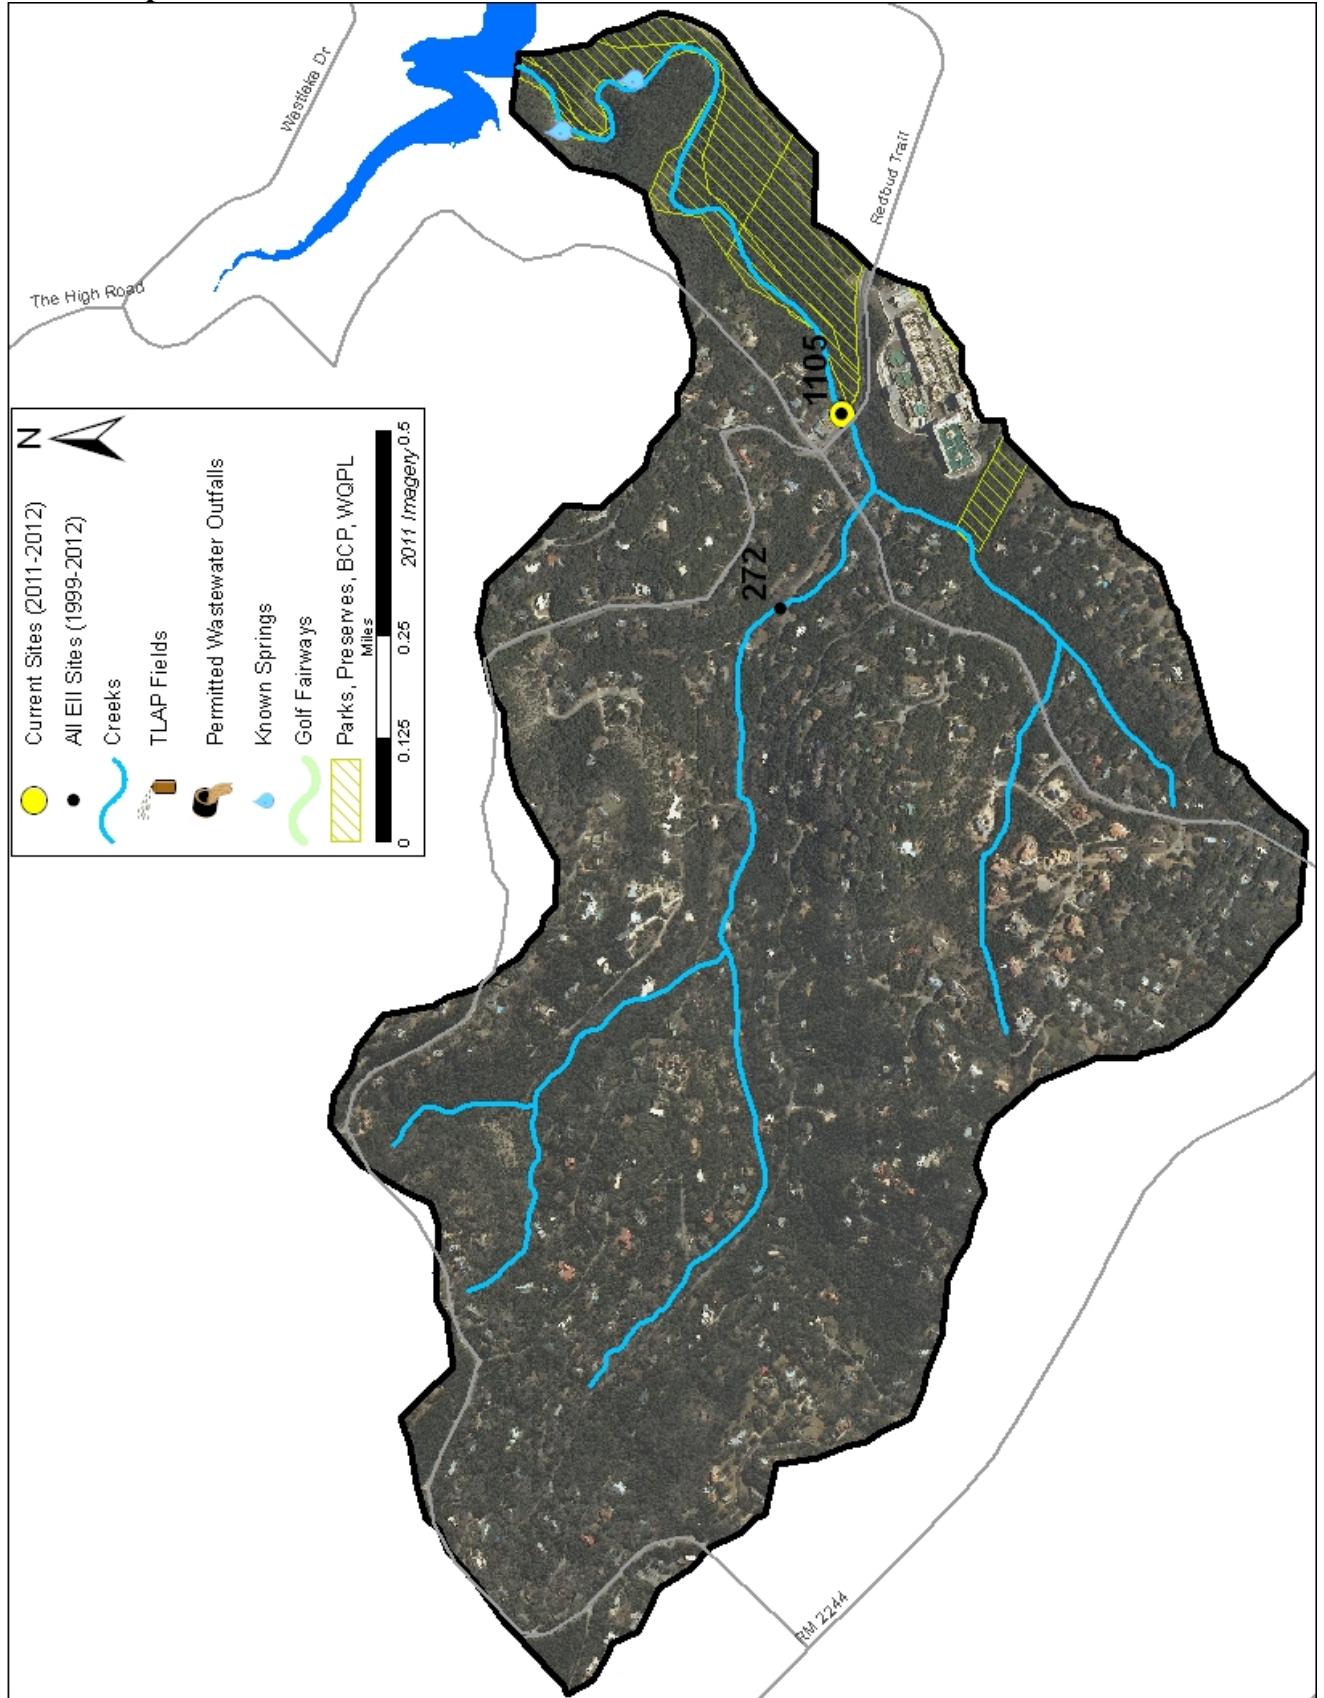 Westlake Dr
The High Road
Redbud Trail
N
Current Sites (2011-2012)
All EII Sites (1999-2012)
Creeks
TLAP Fields
Permitted Wastewater Outfalls
Known Springs
Golf Fairways
Parks, Preserves, BCP, WQPL
Miles
0 0.125 0.25 0.5
2011 Imagery
1105
272
RM 2244